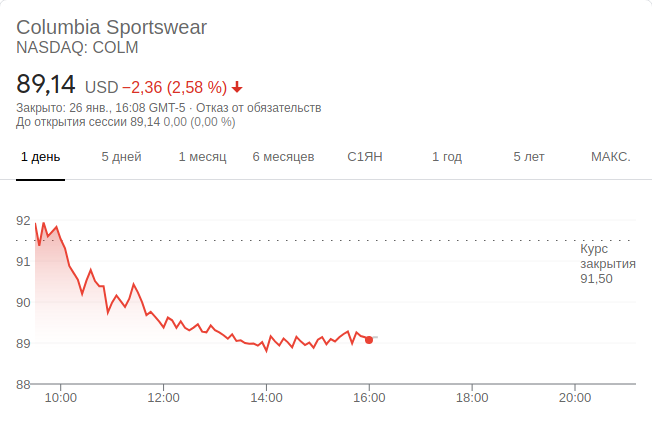 Columbia Sportswear
NASDAQ: COLM
89,14 USD −2,36 (2,58 %)
Закрыто: 26 янв., 16:08 GMT-5 · Отказ от обязательств
До открытия сессии 89,14 0,00 (0,00 %)
1 день 5 дней 1 месяц 6 месяцев С1ЯН 1 год 5 лет МАКС.
92
Курс
закрытия
91,50
91
90
89
88
10:00 12:00 14:00 16:00 18:00 20:00